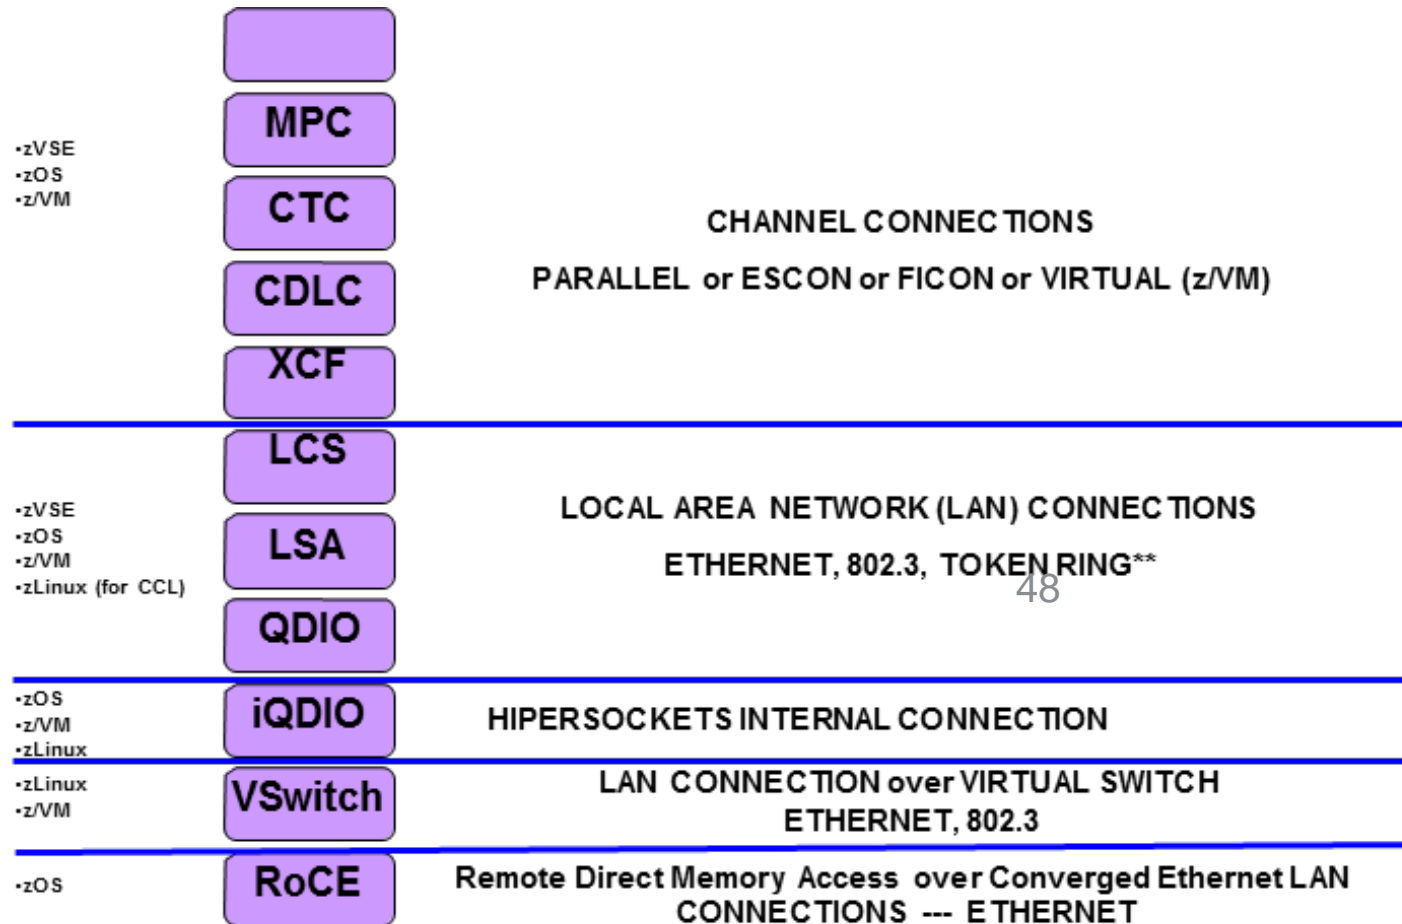 MPC
·zVSE
·zOS
·z/VM
CTC
CHANNEL CONNECTIONS
CDLC
PARALLEL or ESCON or FICON or VIRTUAL (z/VM)
XCF
LCS
·zVSE
·zOS
·z/VM
·zLinux (for CCL)
LOCAL AREA NETWORK (LAN) CONNECTIONS
LSA
ETHERNET, 802.3, TOKEN RING**
48
QDIO
·zOS
·z/VM
·zLinux
iQDIO
HIPERSOCKETS INTERNAL CONNECTION
·zLinux
·z/VM
VSwitch
LAN CONNECTION over VIRTUAL SWITCH
ETHERNET, 802.3
·zOS
RoCE
Remote Direct Memory Access over Converged Ethernet LAN
CONNECTIONS --- ETHERNET